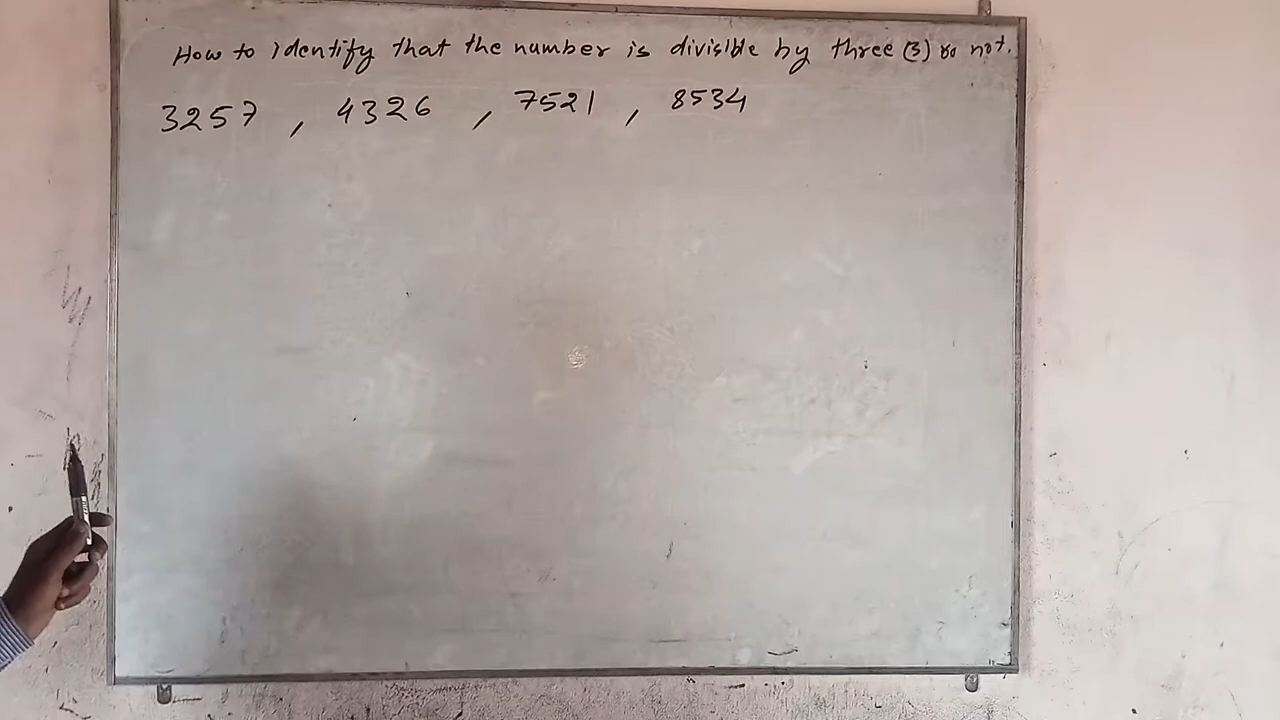 How to identify that the number is divisible by three (3) or not.
3257 , 4326 , 7521 , 8534